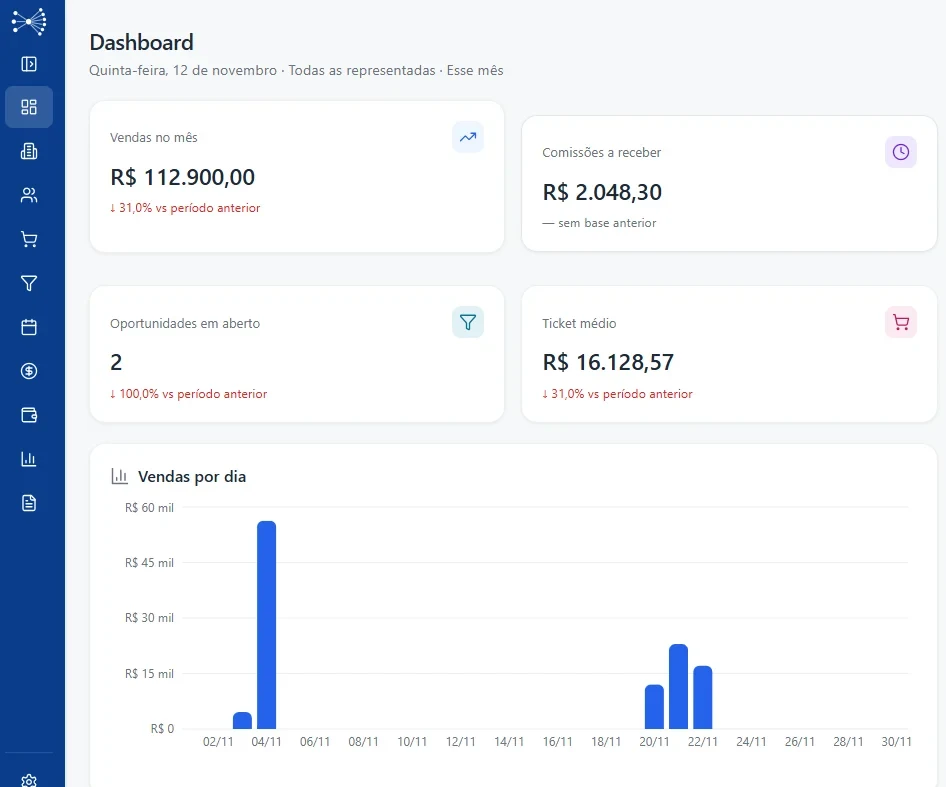 Dashboard
Quinta-feira, 12 de novembro · Todas as representadas · Esse mês
Vendas no mês
R$ 112.900,00
↓ 31,0% vs período anterior
Comissões a receber
R$ 2.048,30
— sem base anterior
Oportunidades em aberto
2
↓ 100,0% vs período anterior
Ticket médio
R$ 16.128,57
↓ 31,0% vs período anterior
Vendas por dia
R$ 60 mil
R$ 45 mil
R$ 30 mil
R$ 15 mil
R$ 0
02/11 04/11 06/11 08/11 10/11 12/11 14/11 16/11 18/11 20/11 22/11 24/11 26/11 28/11 30/11